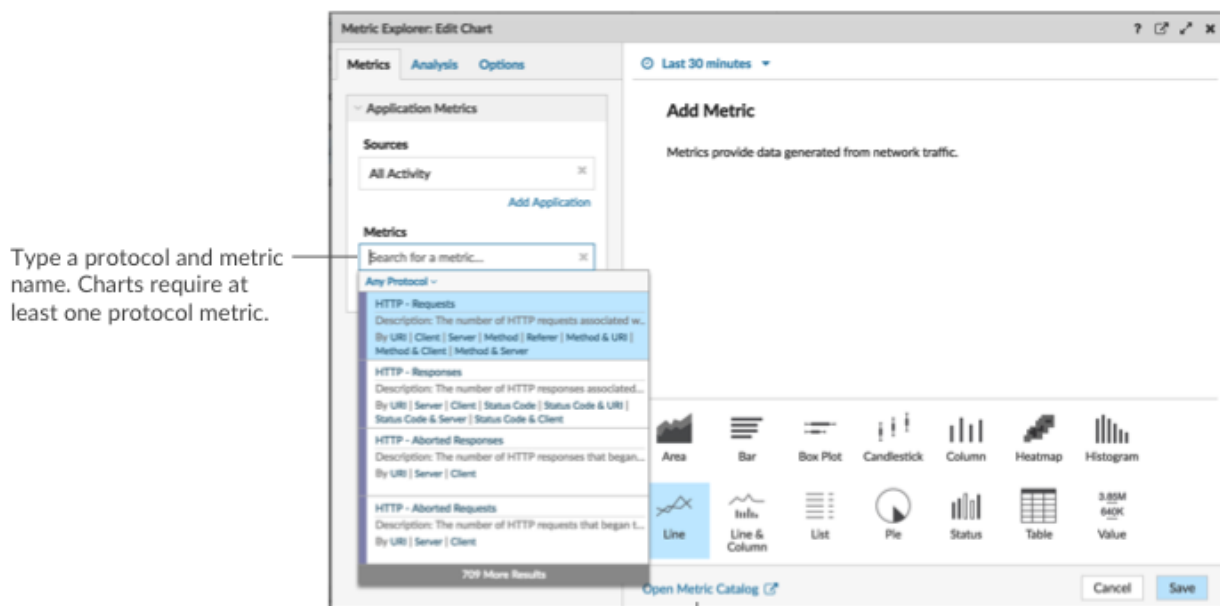 Metric Explorer: Edit Chart
?
Metrics Analysis Options
Last 30 minutes
Application Metrics
Sources
All Activity
Add Application
Metrics
Search for a metric...
Any Protocol
HTTP - Requests
Description: The number of HTTP requests associated w...
By URI | Client | Server | Method | Referer | Method & URI |
Method & Client | Method & Server
HTTP - Responses
Description: The number of HTTP responses associated...
By URI | Server | Client | Status Code | Status Code & URI |
Status Code & Server | Status Code & Client
HTTP - Aborted Responses
Description: The number of HTTP responses that began...
By URI | Server | Client
HTTP - Aborted Requests
Description: The number of HTTP requests that began t...
By URI | Server | Client
709 More Results
Type a protocol and metric
name. Charts require at
least one protocol metric.
Add Metric
Metrics provide data generated from network traffic.
Area Bar Box Plot Candlestick Column Heatmap Histogram
3.85M
640K
Line Line & Column List Pie Status Table Value
Open Metric Catalog
Cancel Save